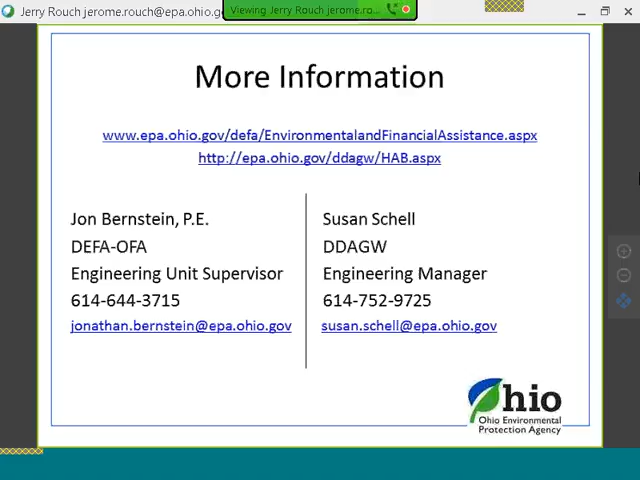 Jerry Rouch jerome.rouch@epa.ohio.g
Viewing Jerry Rouch jerome.ro...
More Information
www.epa.ohio.gov/defa/EnvironmentalandFinancialAssistance.aspx
http://epa.ohio.gov/ddagw/HAB.aspx
Jon Bernstein, P.E.
DEFA-OFA
Engineering Unit Supervisor
614-644-3715
jonathan.bernstein@epa.ohio.gov
Susan Schell
DDAGW
Engineering Manager
614-752-9725
susan.schell@epa.ohio.gov
Ohio
Ohio Environmental
Protection Agency